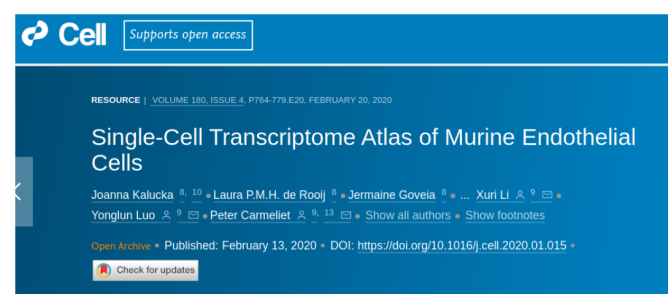 Cell Supports open access
RESOURCE | VOLUME 180, ISSUE 4, P764-779.E20, FEBRUARY 20, 2020
Single-Cell Transcriptome Atlas of Murine Endothelial
Cells
Joanna Kalucka 8, 10 • Laura P.M.H. de Rooij 8 • Jermaine Goveia 8 • ... Xuri Li 9 •
Yonglun Luo 9 • Peter Carmeliet 9, 13 • Show all authors • Show footnotes
Open Archive • Published: February 13, 2020 • DOI: https://doi.org/10.1016/j.cell.2020.01.015 •
Check for updates